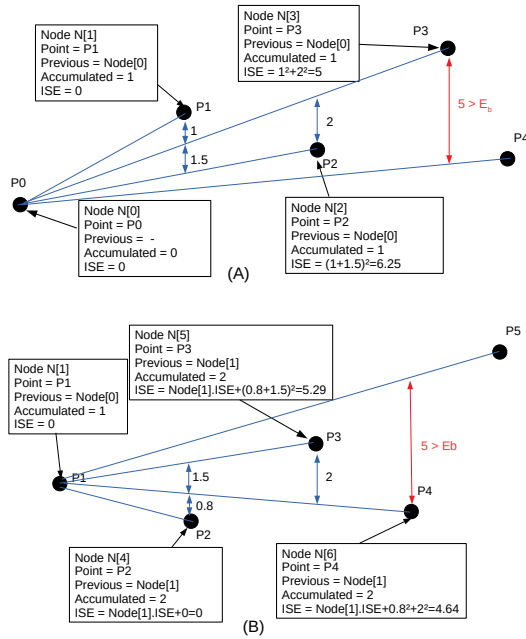 Node N[1]
Point = P1
Previous = Node[0]
Accumulated = 1
ISE = 0
Node N[3]
Point = P3
Previous = Node[0]
Accumulated = 1
ISE = 1²+2²=5
P3
P1
1
2
5 > E_b
1.5
P2
P4
P0
Node N[0]
Point = P0
Previous = -
Accumulated = 0
ISE = 0
Node N[2]
Point = P2
Previous = Node[0]
Accumulated = 1
ISE = (1+1.5)²=6.25
(A)
Node N[5]
Point = P3
Previous = Node[1]
Accumulated = 2
ISE = Node[1].ISE+(0.8+1.5)²=5.29
P5
Node N[1]
Point = P1
Previous = Node[0]
Accumulated = 1
ISE = 0
P3
5 > Eb
P1
1.5
2
0.8
P4
P2
Node N[4]
Point = P2
Previous = Node[1]
Accumulated = 2
ISE = Node[1].ISE+0=0
Node N[6]
Point = P4
Previous = Node[1]
Accumulated = 2
ISE = Node[1].ISE+0.8²+2²=4.64
(B)